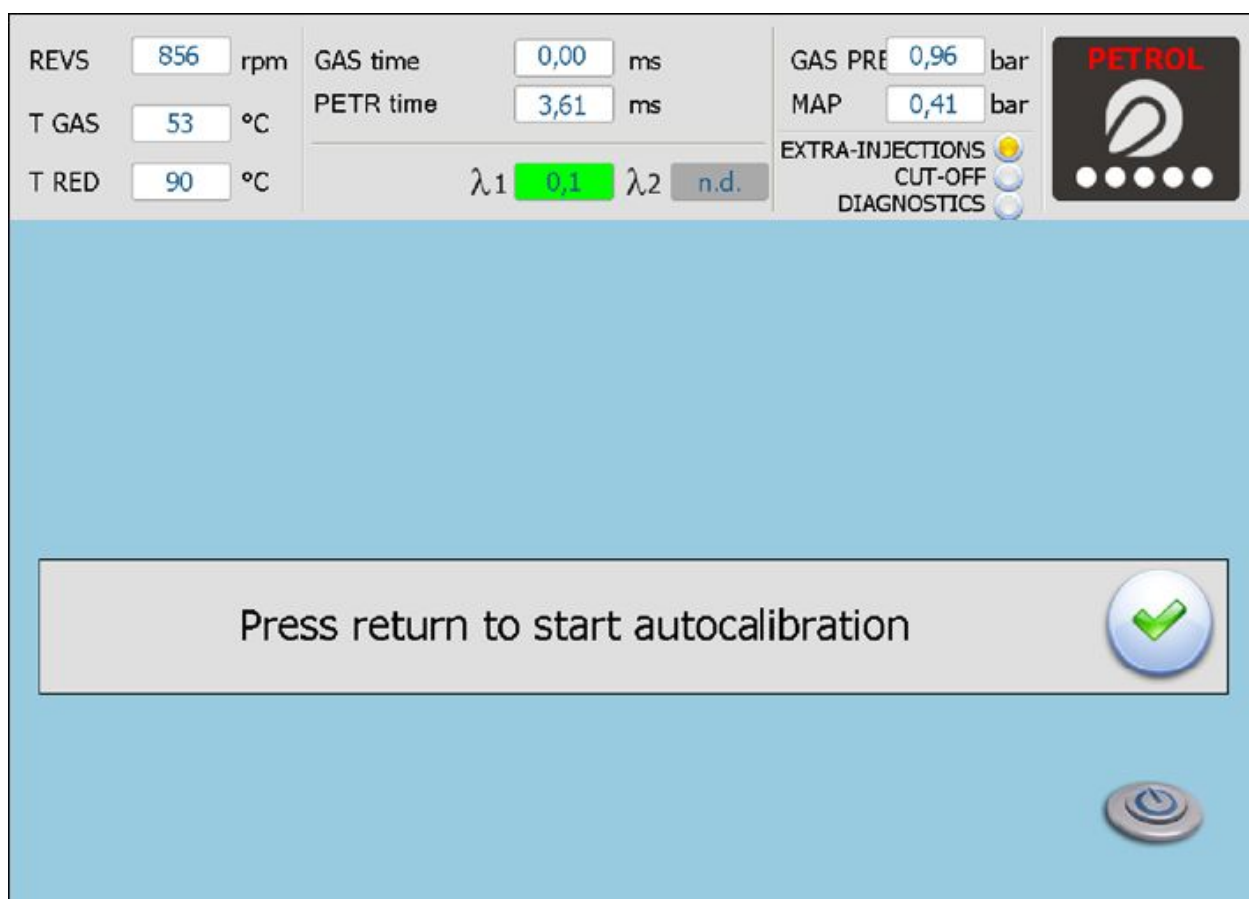 REVS 856 rpm GAS time 0,00 ms GAS PRE 0,96 bar PETROL
T GAS 53 °C PETR time 3,61 ms MAP 0,41 bar
T RED 90 °C λ1 0,1 λ2 n.d. EXTRA-INJECTIONS
CUT-OFF
DIAGNOSTICS
Press return to start autocalibration